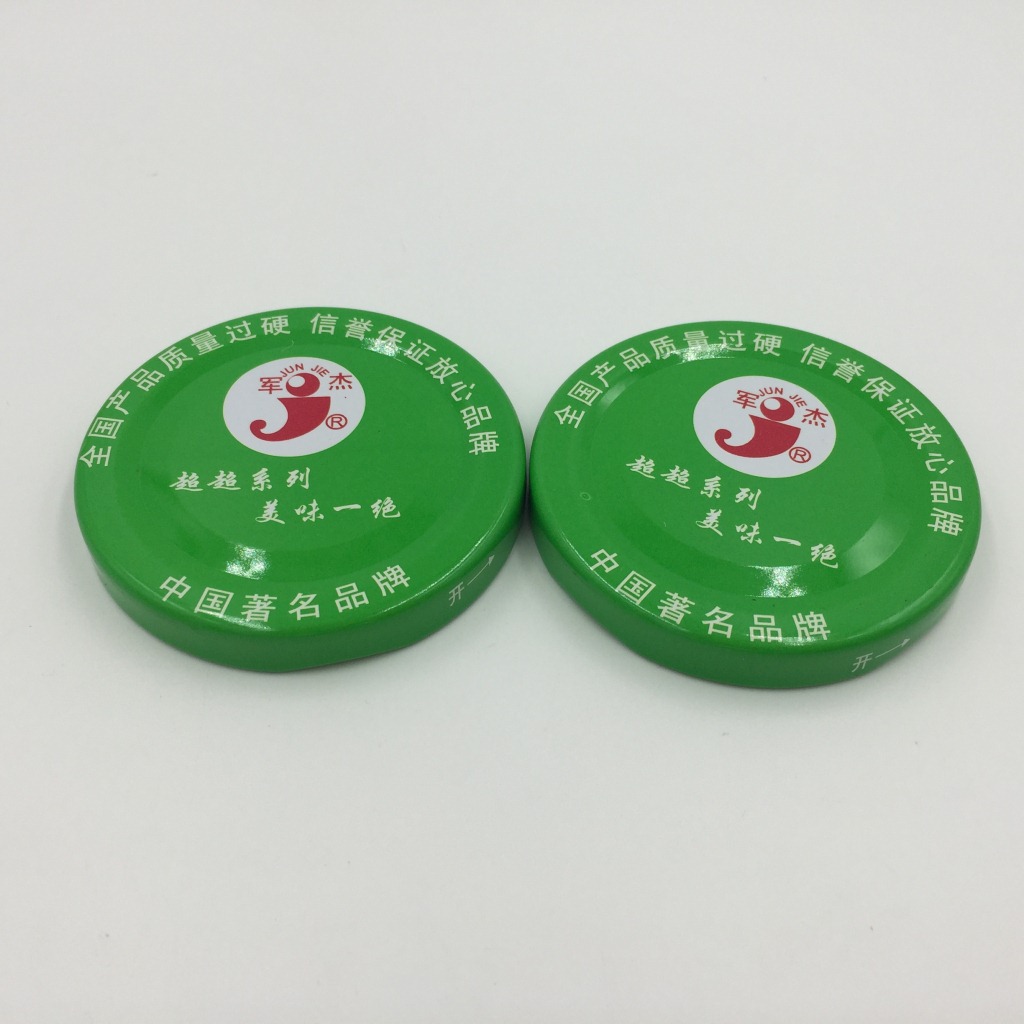 全国产品质量过硬 信誉保证放心品牌
JUN JIE
军 杰
®
超超系列
美味一绝
中国著名品牌
开
全国产品质量过硬 信誉保证放心品牌
JUN JIE
军 杰
®
超超系列
美味一绝
中国著名品牌
开